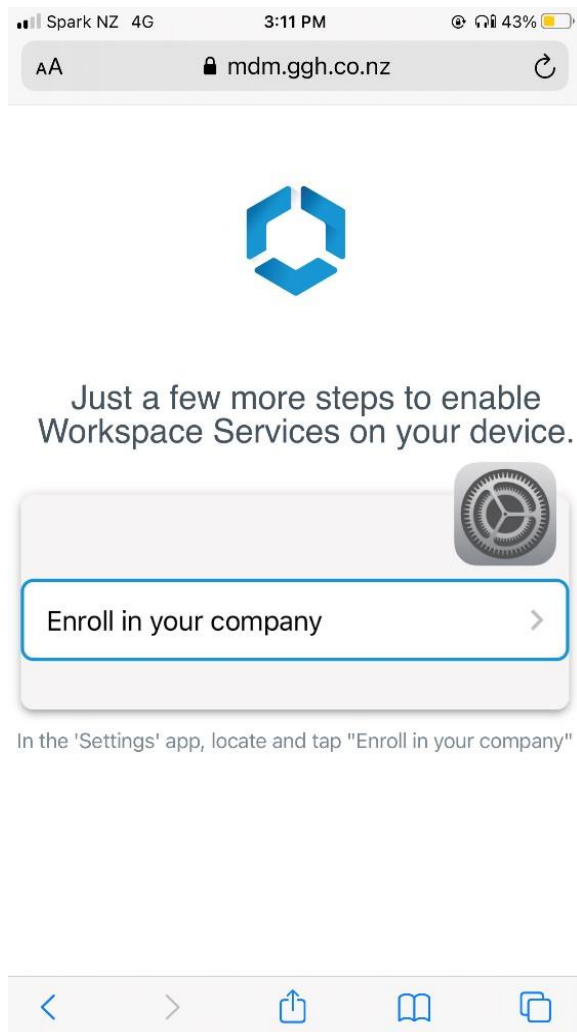 Spark NZ 4G 3:11 PM 43%
AA mdm.ggh.co.nz
Just a few more steps to enable
Workspace Services on your device.
Enroll in your company
In the 'Settings' app, locate and tap "Enroll in your company"